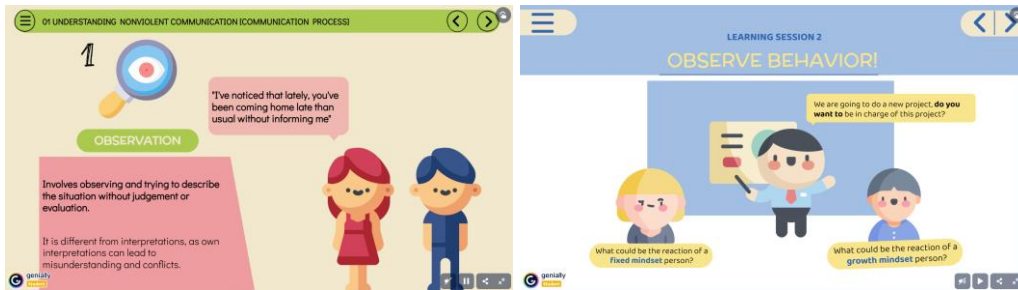 01 UNDERSTANDING NONVIOLENT COMMUNICATION [COMMUNICATION PROCESS]
1
"I've noticed that lately, you've
been coming home late than
usual without informing me"
OBSERVATION
Involves observing and trying to describe
the situation without judgement or
evaluation.
It is different from interpretations, as own
interpretations can lead to
misunderstanding and conflicts.
genially
LEARNING SESSION 2
OBSERVE BEHAVIOR!
We are going to do a new project, do you
want to be in charge of this project?
What could be the reaction of a
fixed mindset person?
What could be the reaction of a
growth mindset person?
genially